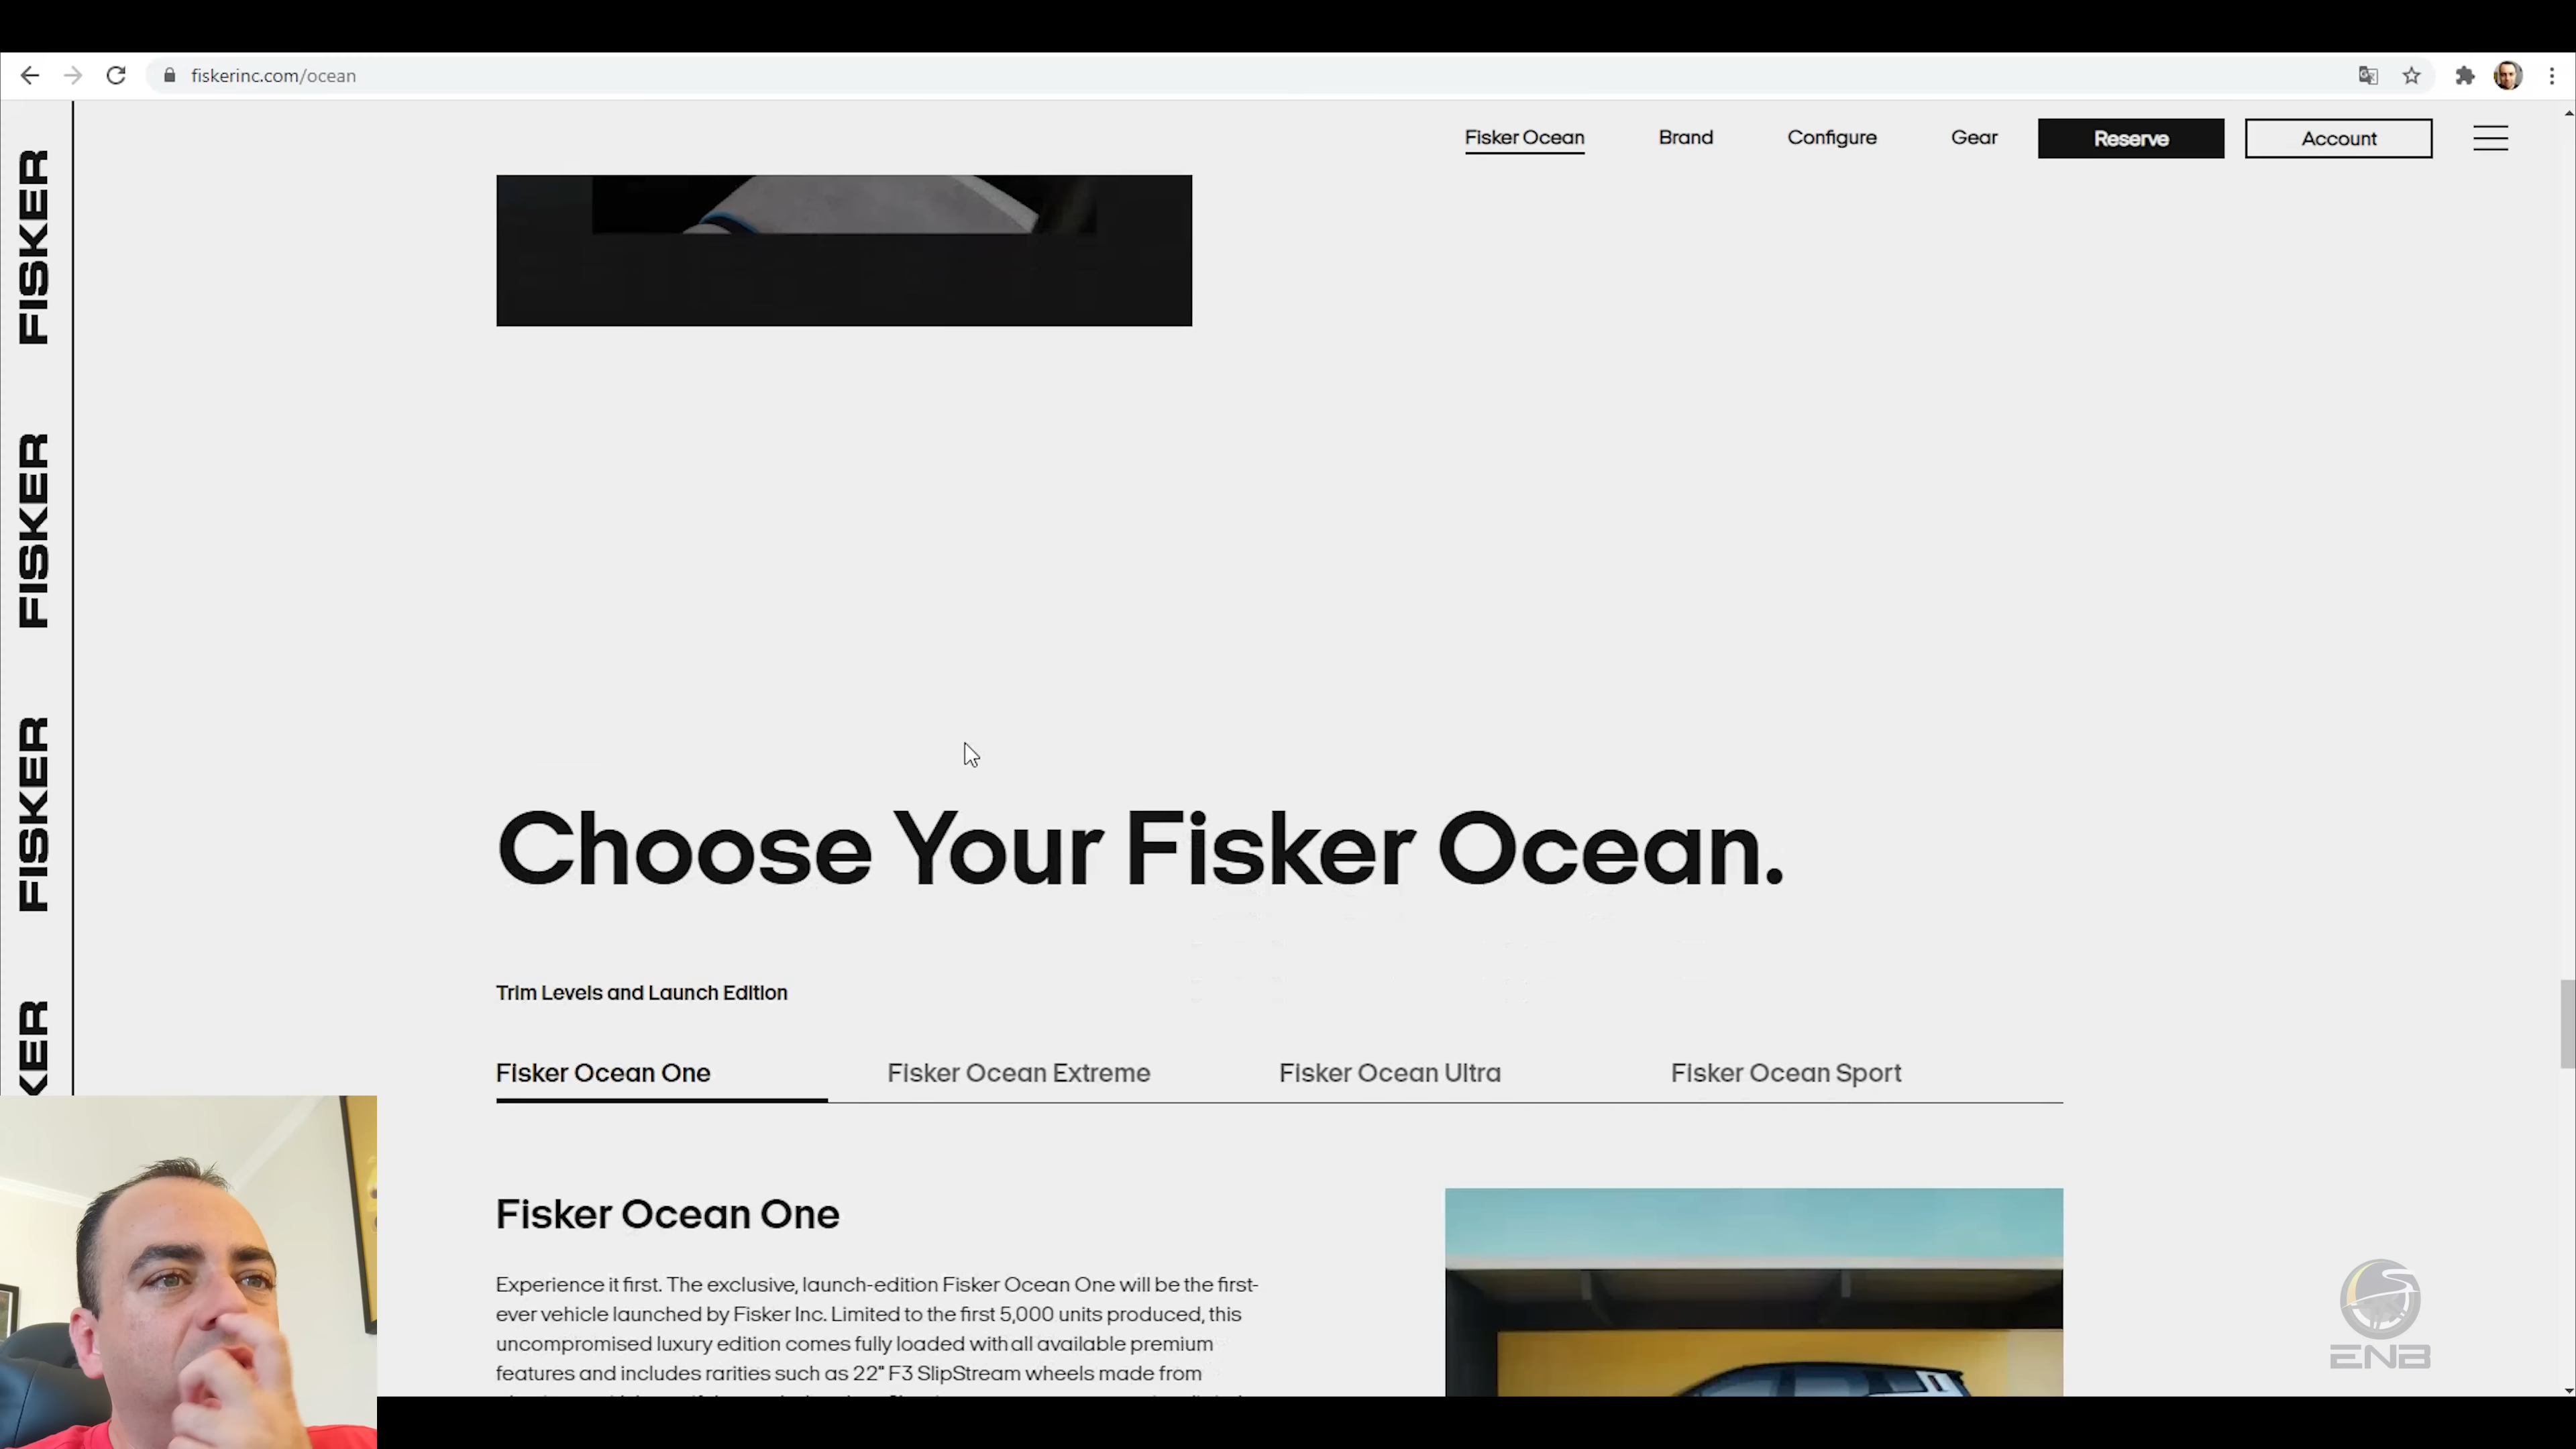 fiskerinc.com/ocean
Fisker Ocean
Brand
Configure
Gear
Reserve
Account
FISKER
FISKER
FISKER
KER
Choose Your Fisker Ocean.
Trim Levels and Launch Edition
Fisker Ocean One
Fisker Ocean Extreme
Fisker Ocean Ultra
Fisker Ocean Sport
Fisker Ocean One
Experience it first. The exclusive, launch-edition Fisker Ocean One will be the first-
ever vehicle launched by Fisker Inc. Limited to the first 5,000 units produced, this
uncompromised luxury edition comes fully loaded with all available premium
features and includes rarities such as 22" F3 SlipStream wheels made from
ENB